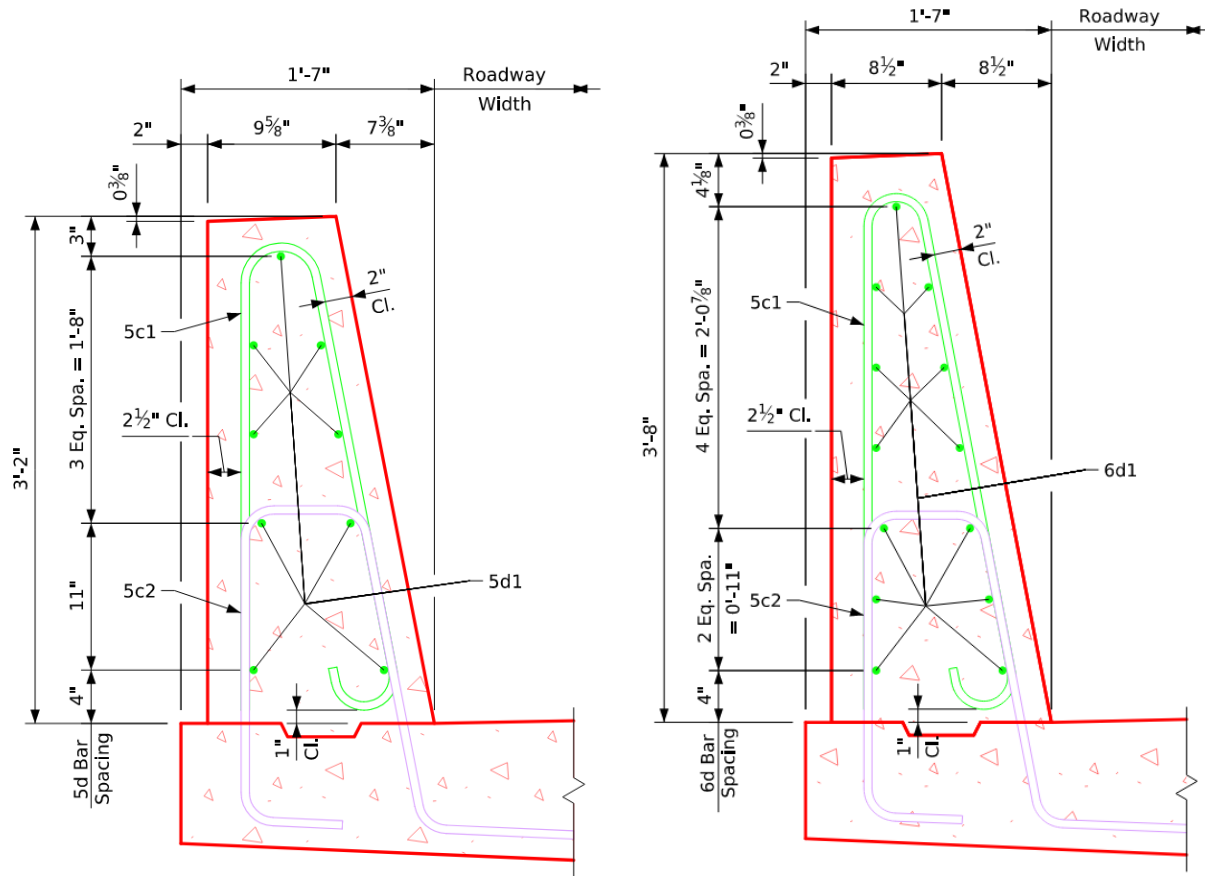 1'-7"
Roadway
Width
2"
9⅝"
7⅜"
0⅜"
3"
3'-2"
3 Eq. Spa. = 1'-8"
2"
Cl.
5c1
2½" Cl.
11"
5c2
5d1
4"
1"
Cl.
5d Bar
Spacing
1'-7"
Roadway
Width
2"
8½"
8½"
0⅜"
4⅛"
3'-8"
4 Eq. Spa. = 2'-0⅞"
2"
Cl.
5c1
2½" Cl.
6d1
2 Eq. Spa.
= 0'-11"
5c2
4"
1"
Cl.
6d Bar
Spacing